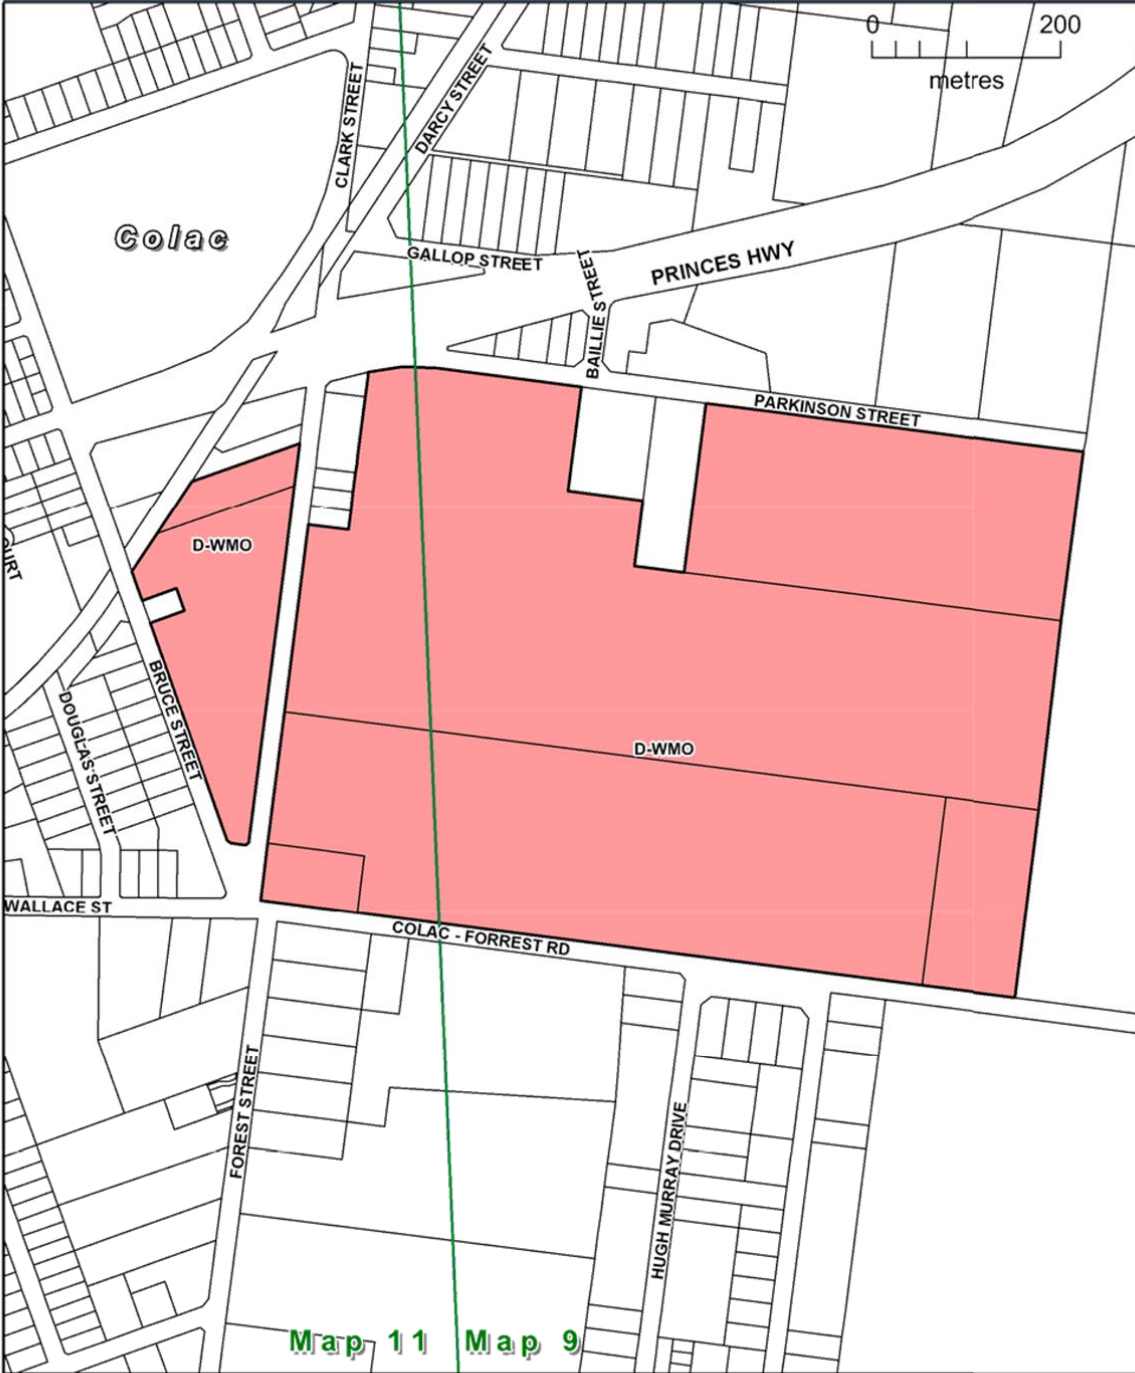 0 200
metres
CLARK STREET
DARCY STREET
Colac
GALLOP STREET
BAILLIE STREET
PRINCES HWY
PARKINSON STREET
D-WMO
URT
BRUCE STREET
DOUGLAS STREET
D-WMO
WALLACE ST
COLAC - FORREST RD
FOREST STREET
HUGH MURRAY DRIVE
Map 11 Map 9